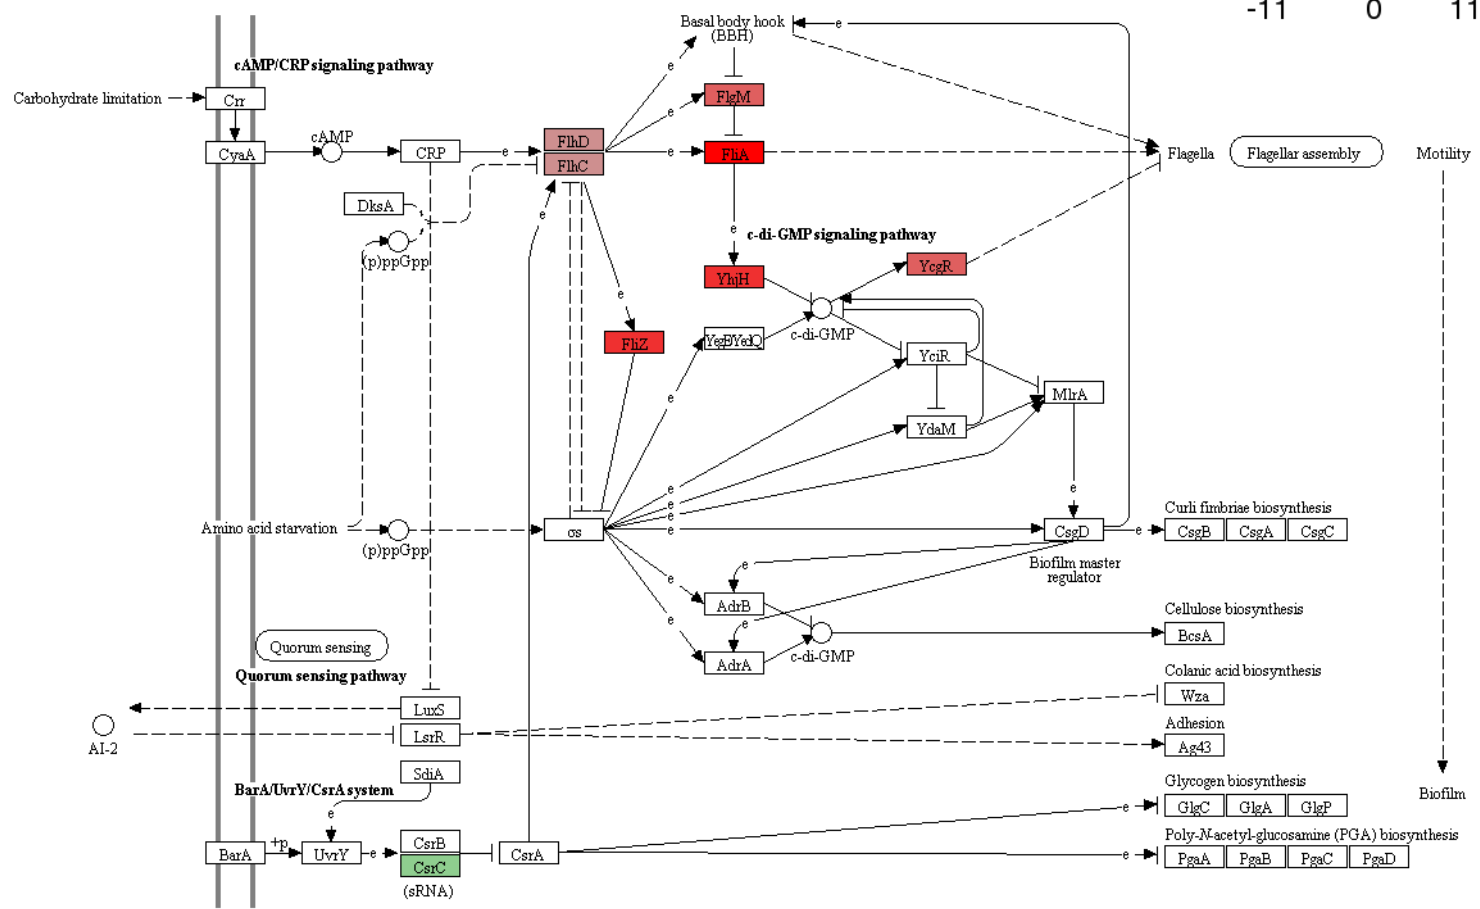 -11 0 11
Basal body hook
(BBH)
e
cAMP/CRP signaling pathway
e
Carbohydrate limitation
Crr
FlgM
e
cAMP
FlhD
CyaA
CRP
e
FlhC
e
FliA
Flagella
Flagellar assembly
Motility
DksA
e
e
c-di-GMP signaling pathway
(p)ppGpp
YhjH
YcgR
e
c-di-GMP
FliZ
YegE/YedQ
YciR
MlrA
e
YdaM
e
e
e
e
e
Amino acid starvation
(p)ppGpp
σs
CsgD
e
Curli fimbriae biosynthesis
CsgB CsgA CsgC
Biofilm master
regulator
e
e
AdrB
e
e
AdrA
c-di-GMP
Cellulose biosynthesis
BcsA
Quorum sensing
Quorum sensing pathway
Colanic acid biosynthesis
Wza
LuxS
AI-2
LsrR
Adhesion
Ag43
SdiA
BarA/UvrY/CsrA system
e
Glycogen biosynthesis
e
GlgC GlgA GlgP
Biofilm
BarA
+p
UvrY
e
CsrB
CsrC
(sRNA)
CsrA
Poly-N-acetyl-glucosamine (PGA) biosynthesis
e
PgaA PgaB PgaC PgaD